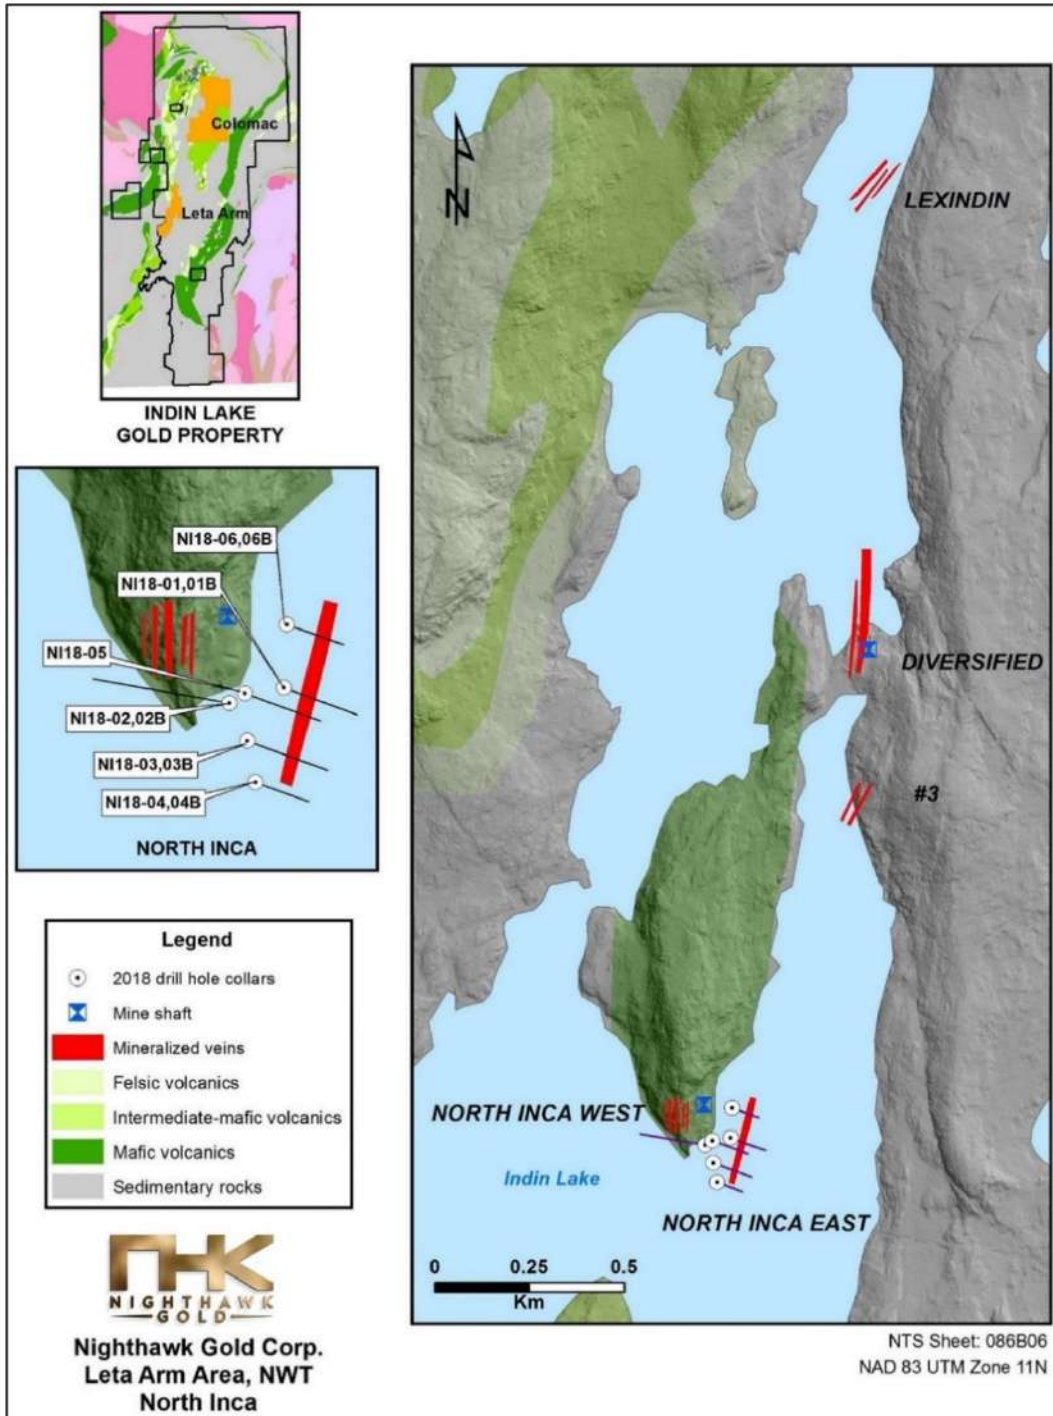 Colomac
Leta Arm
INDIN LAKE
GOLD PROPERTY
NI18-06,06B
NI18-01,01B
NI18-05
NI18-02,02B
NI18-03,03B
NI18-04,04B
NORTH INCA
Legend
2018 drill hole collars
Mine shaft
Mineralized veins
Felsic volcanics
Intermediate-mafic volcanics
Mafic volcanics
Sedimentary rocks
NHK
NIGHTHAWK
GOLD
Nighthawk Gold Corp.
Leta Arm Area, NWT
North Inca
N
LEXINDIN
DIVERSIFIED
#3
NORTH INCA WEST
Indin Lake
NORTH INCA EAST
0 0.25 0.5
Km
NTS Sheet: 086B06
NAD 83 UTM Zone 11N